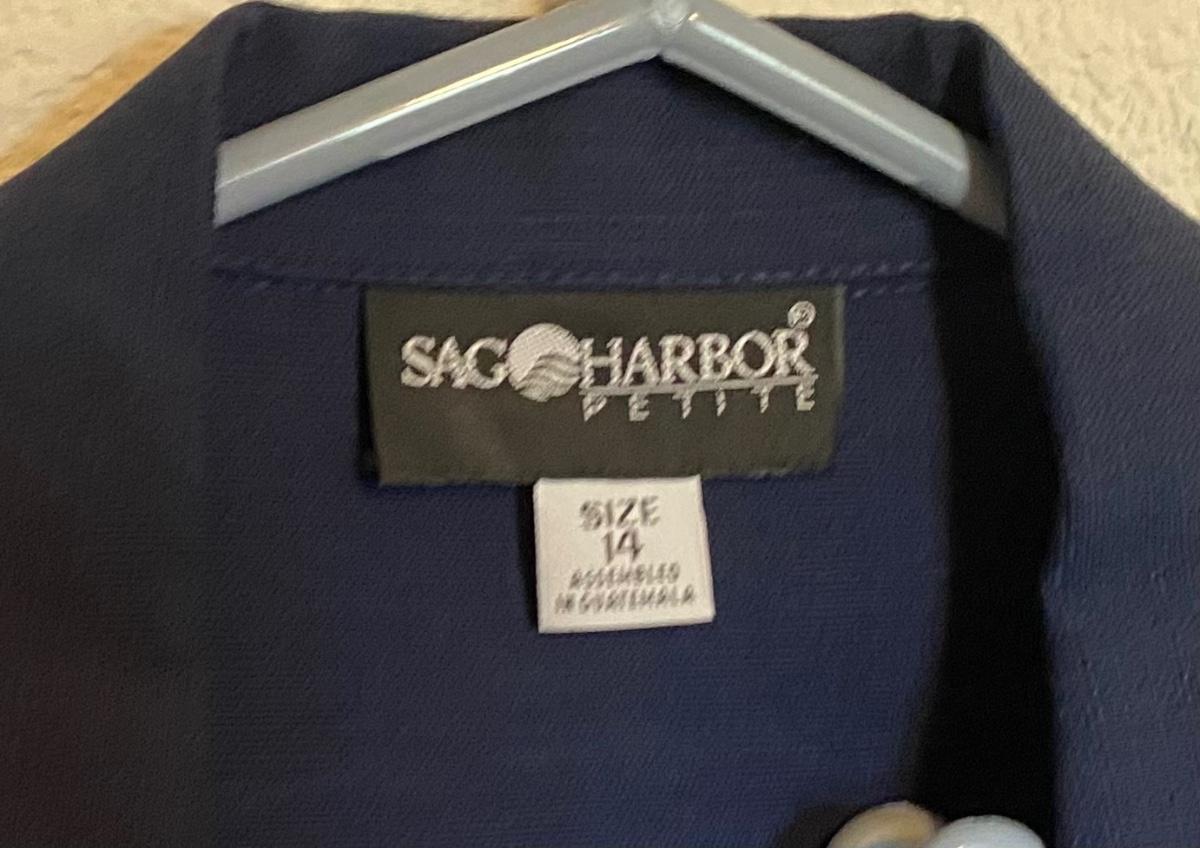 SAG HARBOR®
PETITE
SIZE
14
ASSEMBLED
IN GUATEMALA